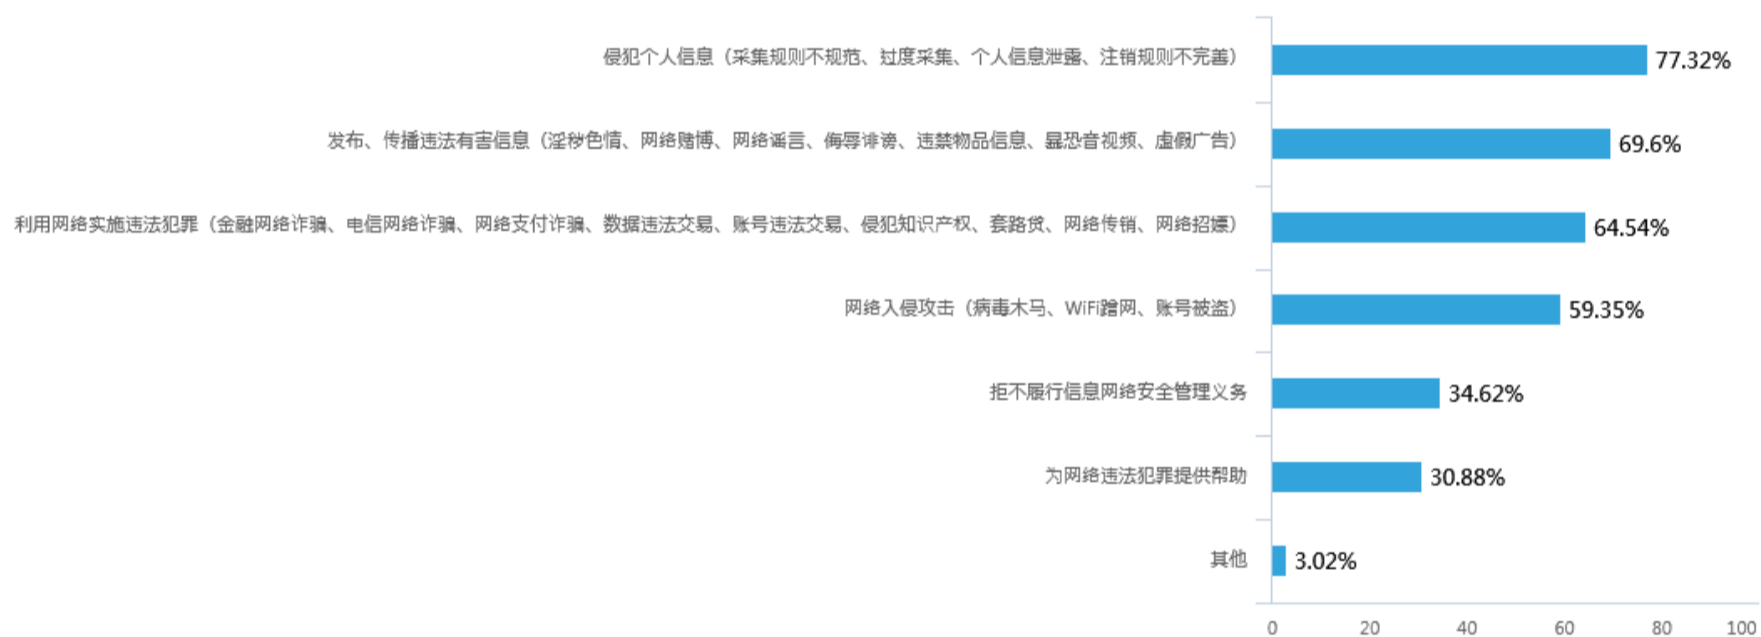 侵犯个人信息（采集规则不规范、过度采集、个人信息泄露、注销规则不完善） 77.32%
发布、传播违法有害信息（淫秽色情、网络赌博、网络谣言、侮辱诽谤、违禁物品信息、暴恐音视频、虚假广告） 69.6%
利用网络实施违法犯罪（金融网络诈骗、电信网络诈骗、网络支付诈骗、数据违法交易、账号违法交易、侵犯知识产权、套路贷、网络传销、网络招嫖） 64.54%
网络入侵攻击（病毒木马、WiFi蹭网、账号被盗） 59.35%
拒不履行信息网络安全管理义务 34.62%
为网络违法犯罪提供帮助 30.88%
其他 3.02%
0 20 40 60 80 100